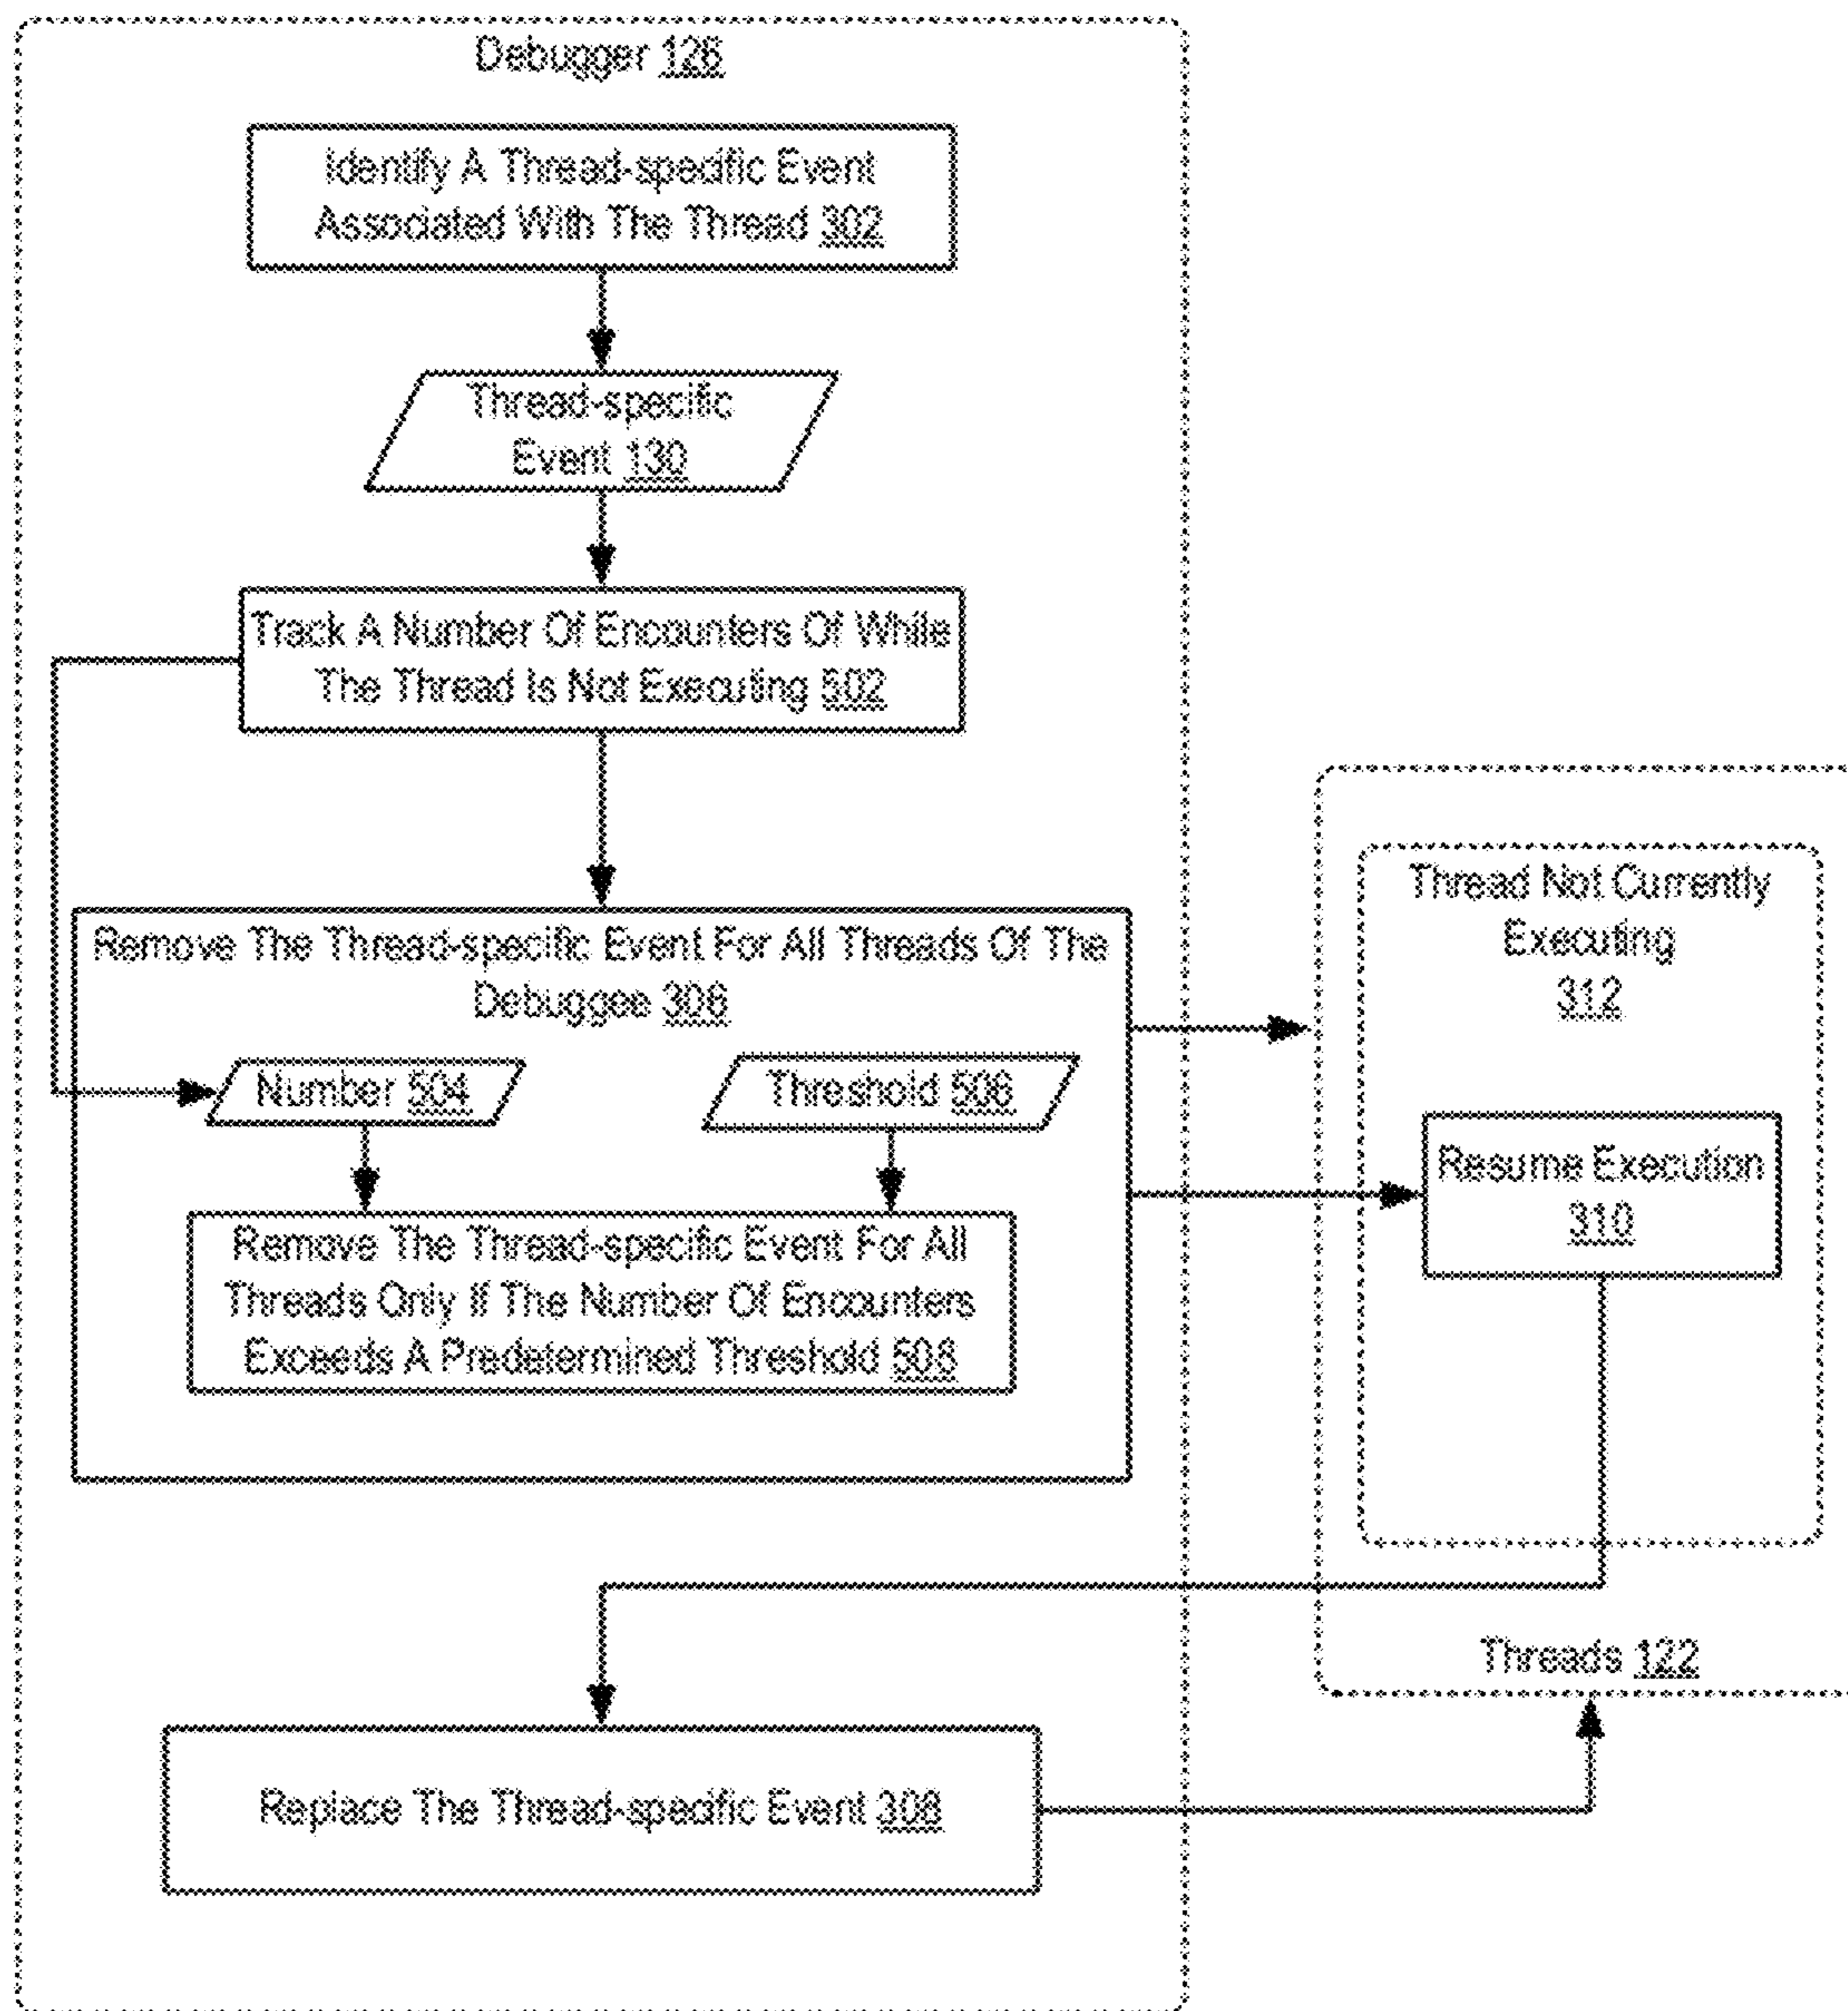 Debugger 126
Identify A Thread-specific Event
Associated With The Thread 302
Thread-specific
Event 130
Track A Number Of Encounters Of While
The Thread Is Not Executing 502
Remove The Thread-specific Event For All Threads Of The
Debuggee 306
Number 504
Threshold 506
Remove The Thread-specific Event For All
Threads Only If The Number Of Encounters
Exceeds A Predetermined Threshold 508
Thread Not Currently
Executing
312
Resume Execution
310
Threads 122
Replace The Thread-specific Event 308